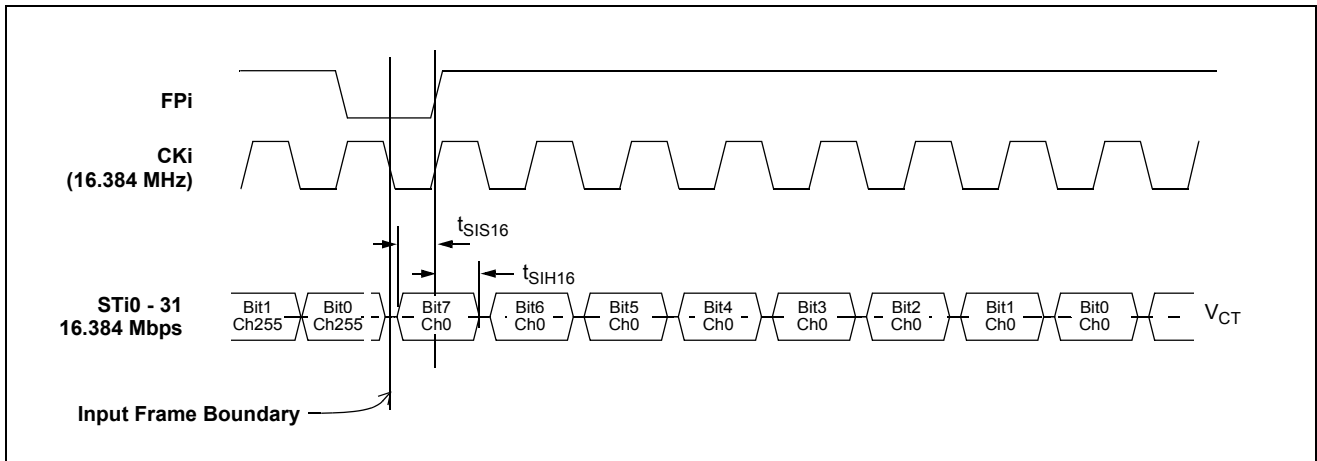 FPi
CKi
(16.384 MHz)
tSIS16
tSIH16
STi0 - 31
16.384 Mbps
Bit1 Bit0 Bit7 Bit6 Bit5 Bit4 Bit3 Bit2 Bit1 Bit0
Ch255 Ch255 Ch0 Ch0 Ch0 Ch0 Ch0 Ch0 Ch0 Ch0
VCT
Input Frame Boundary